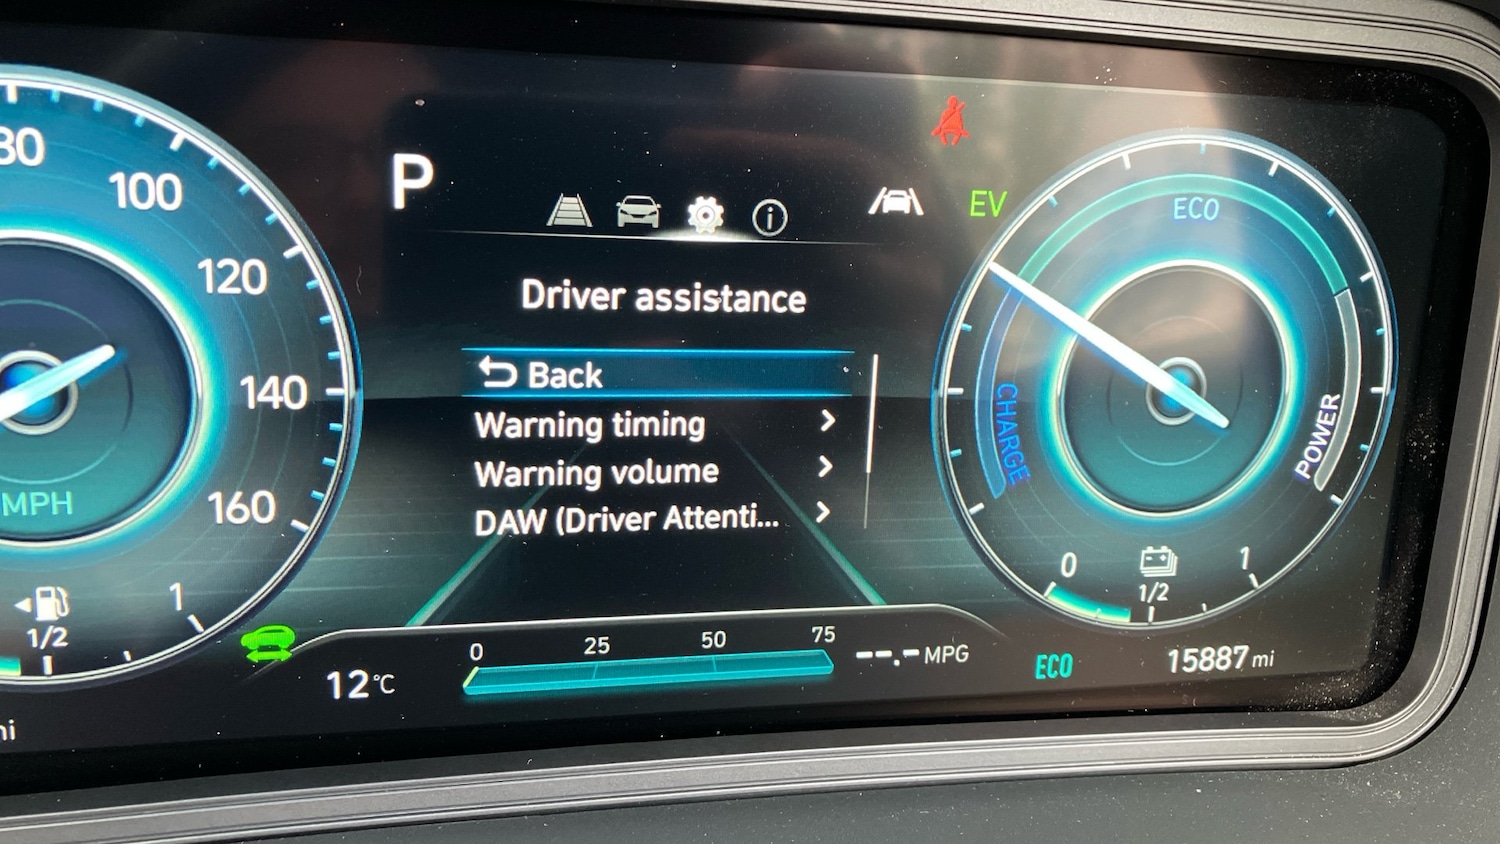 80
100
120
140
160
MPH
1/2
1
P
EV
Driver assistance
Back
Warning timing
Warning volume
DAW (Driver Attenti...
ECO
CHARGE
POWER
0
1/2
1
12°C
0 25 50 75
--.- MPG
ECO
15887 mi